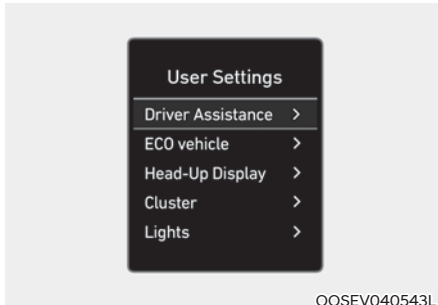 User Settings
Driver Assistance >
ECO vehicle >
Head-Up Display >
Cluster >
Lights >
OOSEV040543L